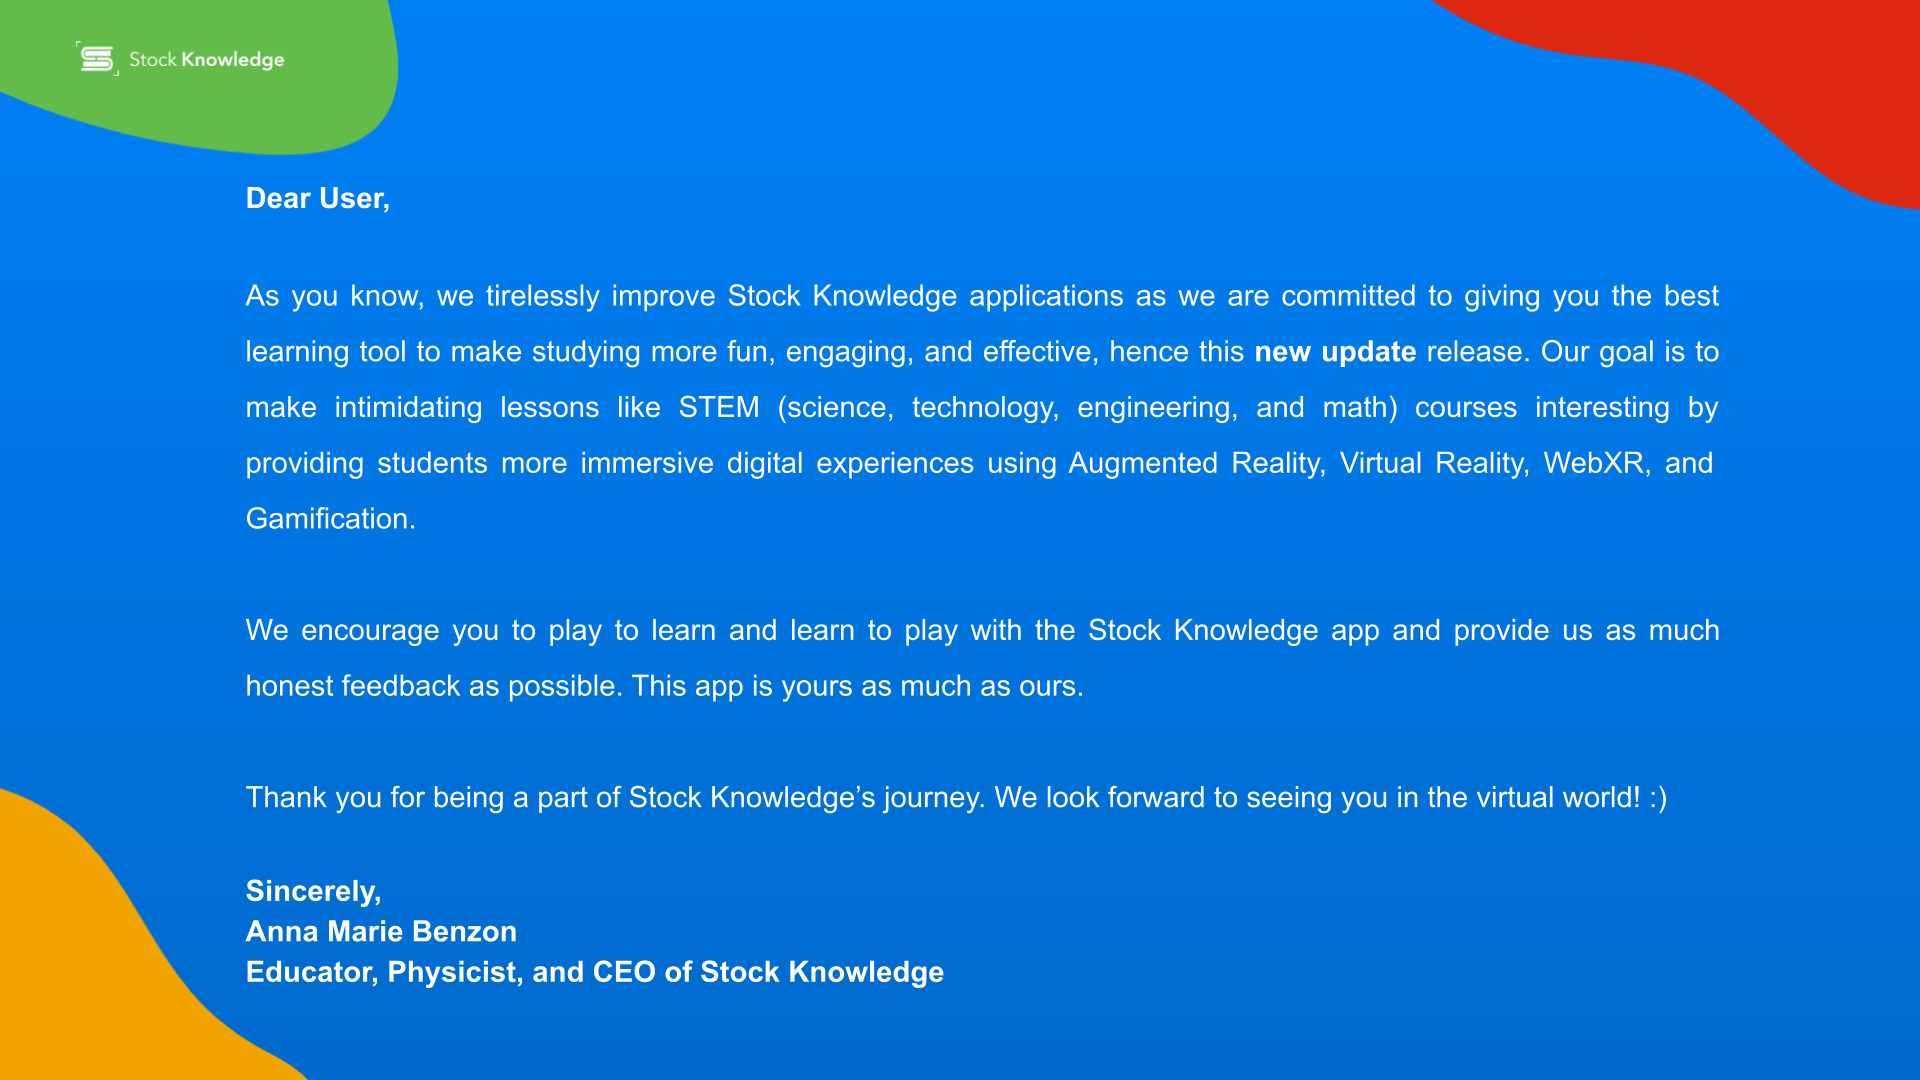 Stock Knowledge
Dear User,
As you know, we tirelessly improve Stock Knowledge applications as we are committed to giving you the best
learning tool to make studying more fun, engaging, and effective, hence this new update release. Our goal is to
make intimidating lessons like STEM (science, technology, engineering, and math) courses interesting by
providing students more immersive digital experiences using Augmented Reality, Virtual Reality, WebXR, and
Gamification.
We encourage you to play to learn and learn to play with the Stock Knowledge app and provide us as much
honest feedback as possible. This app is yours as much as ours.
Thank you for being a part of Stock Knowledge’s journey. We look forward to seeing you in the virtual world! :)
Sincerely,
Anna Marie Benzon
Educator, Physicist, and CEO of Stock Knowledge